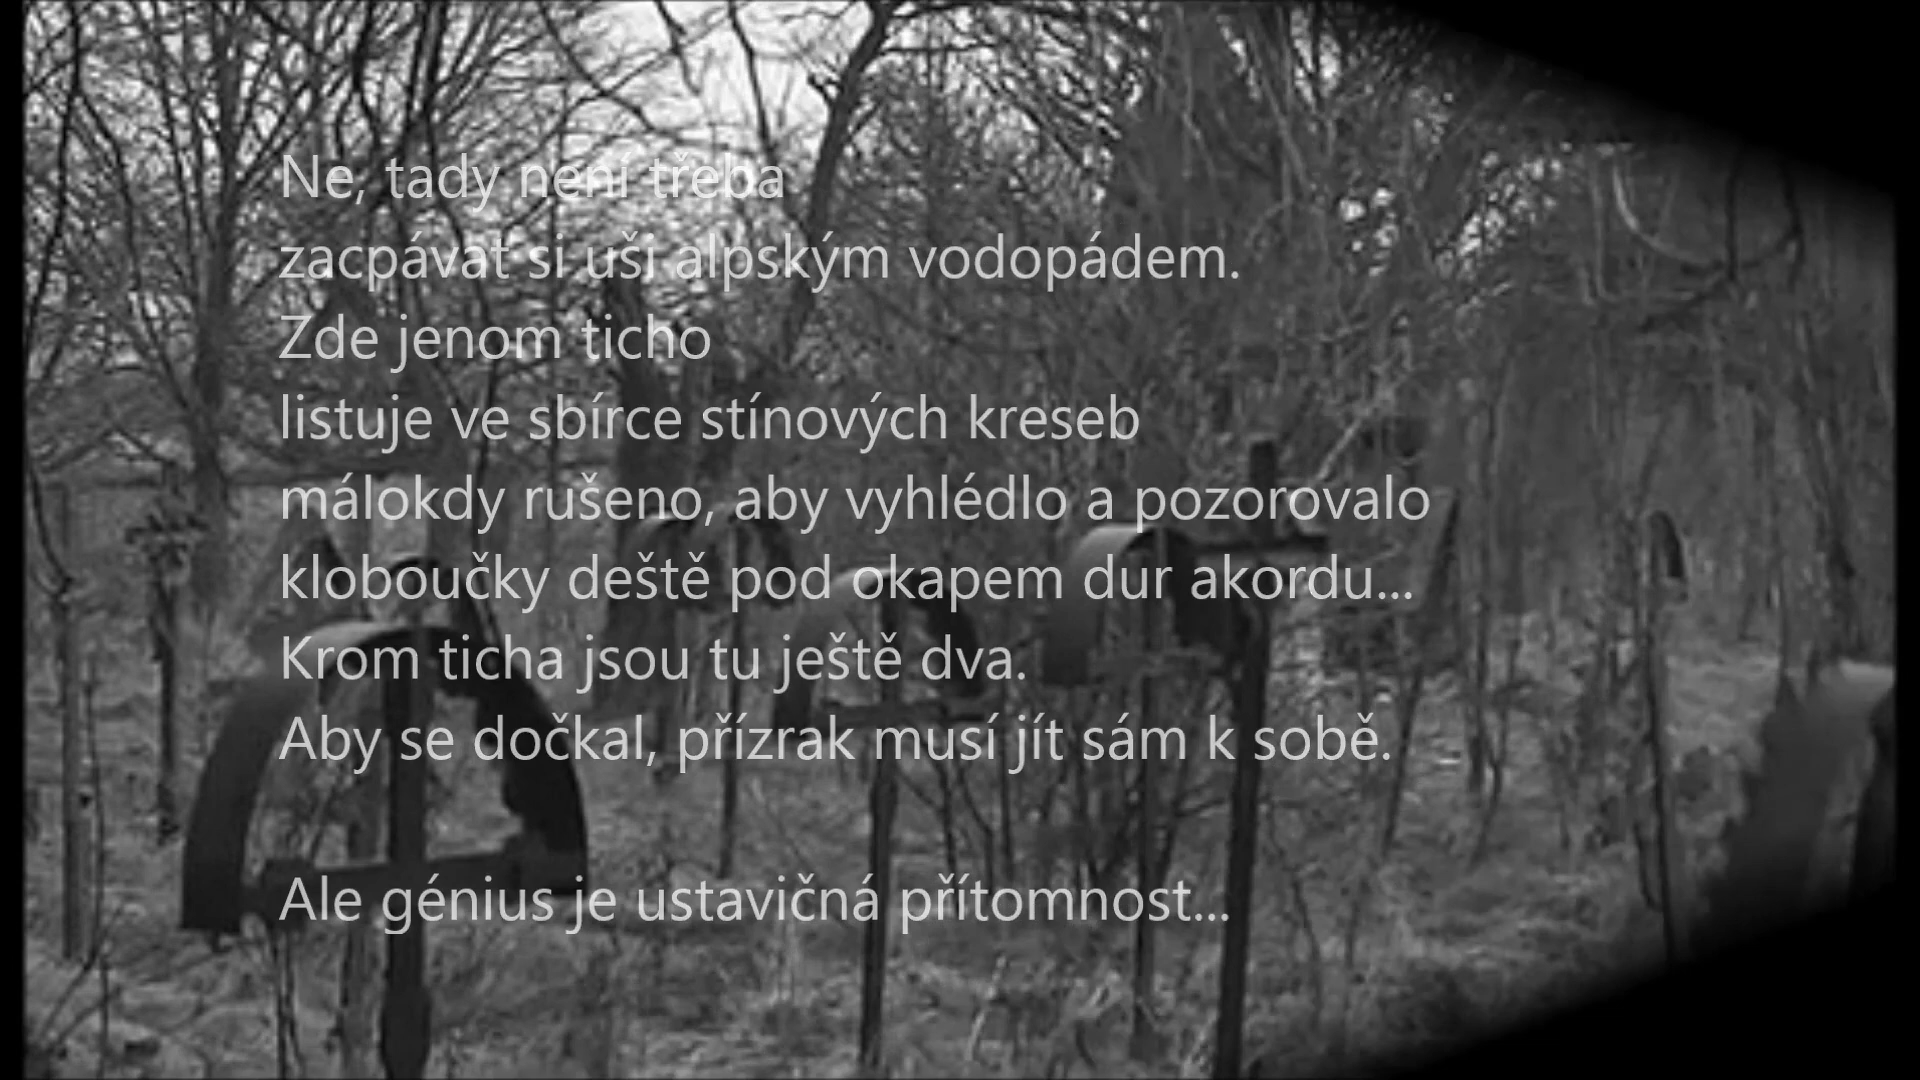 Ne, tady není třeba
zacpávat si uši alpským vodopádem.
Zde jenom ticho
listuje ve sbírce stínových kreseb
málokdy rušeno, aby vyhlédlo a pozorovalo
kloboučky deště pod okapem dur akordu...
Krom ticha jsou tu ještě dva.
Aby se dočkal, přízrak musí jít sám k sobě.
Ale génius je ustavičná přítomnost...